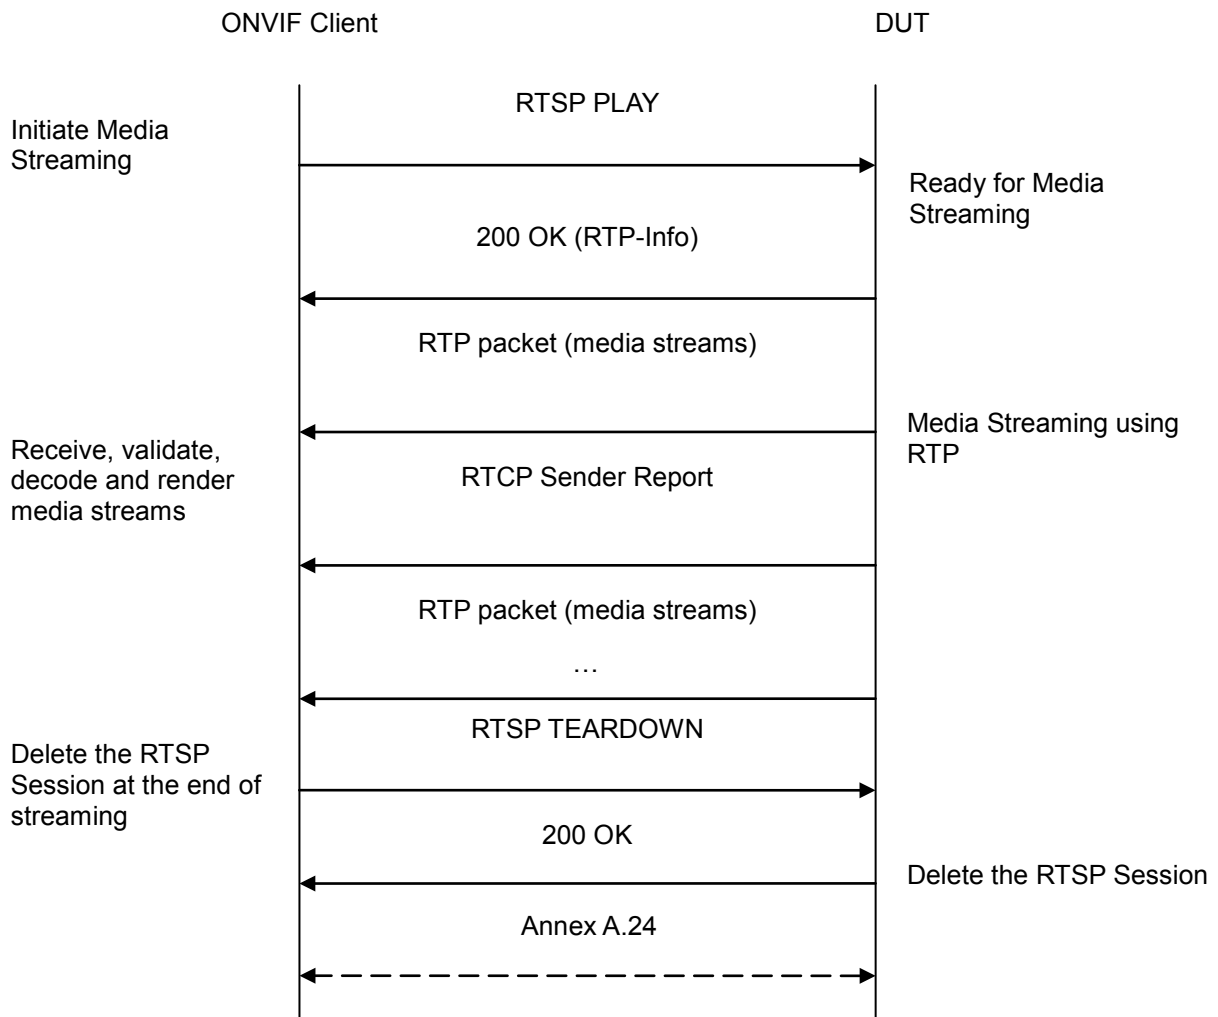 ONVIF Client
DUT
RTSP PLAY
Initiate Media
Streaming
Ready for Media
Streaming
200 OK (RTP-Info)
RTP packet (media streams)
Media Streaming using
RTP
Receive, validate,
decode and render
media streams
RTCP Sender Report
RTP packet (media streams)
…
RTSP TEARDOWN
Delete the RTSP
Session at the end of
streaming
200 OK
Delete the RTSP Session
Annex A.24